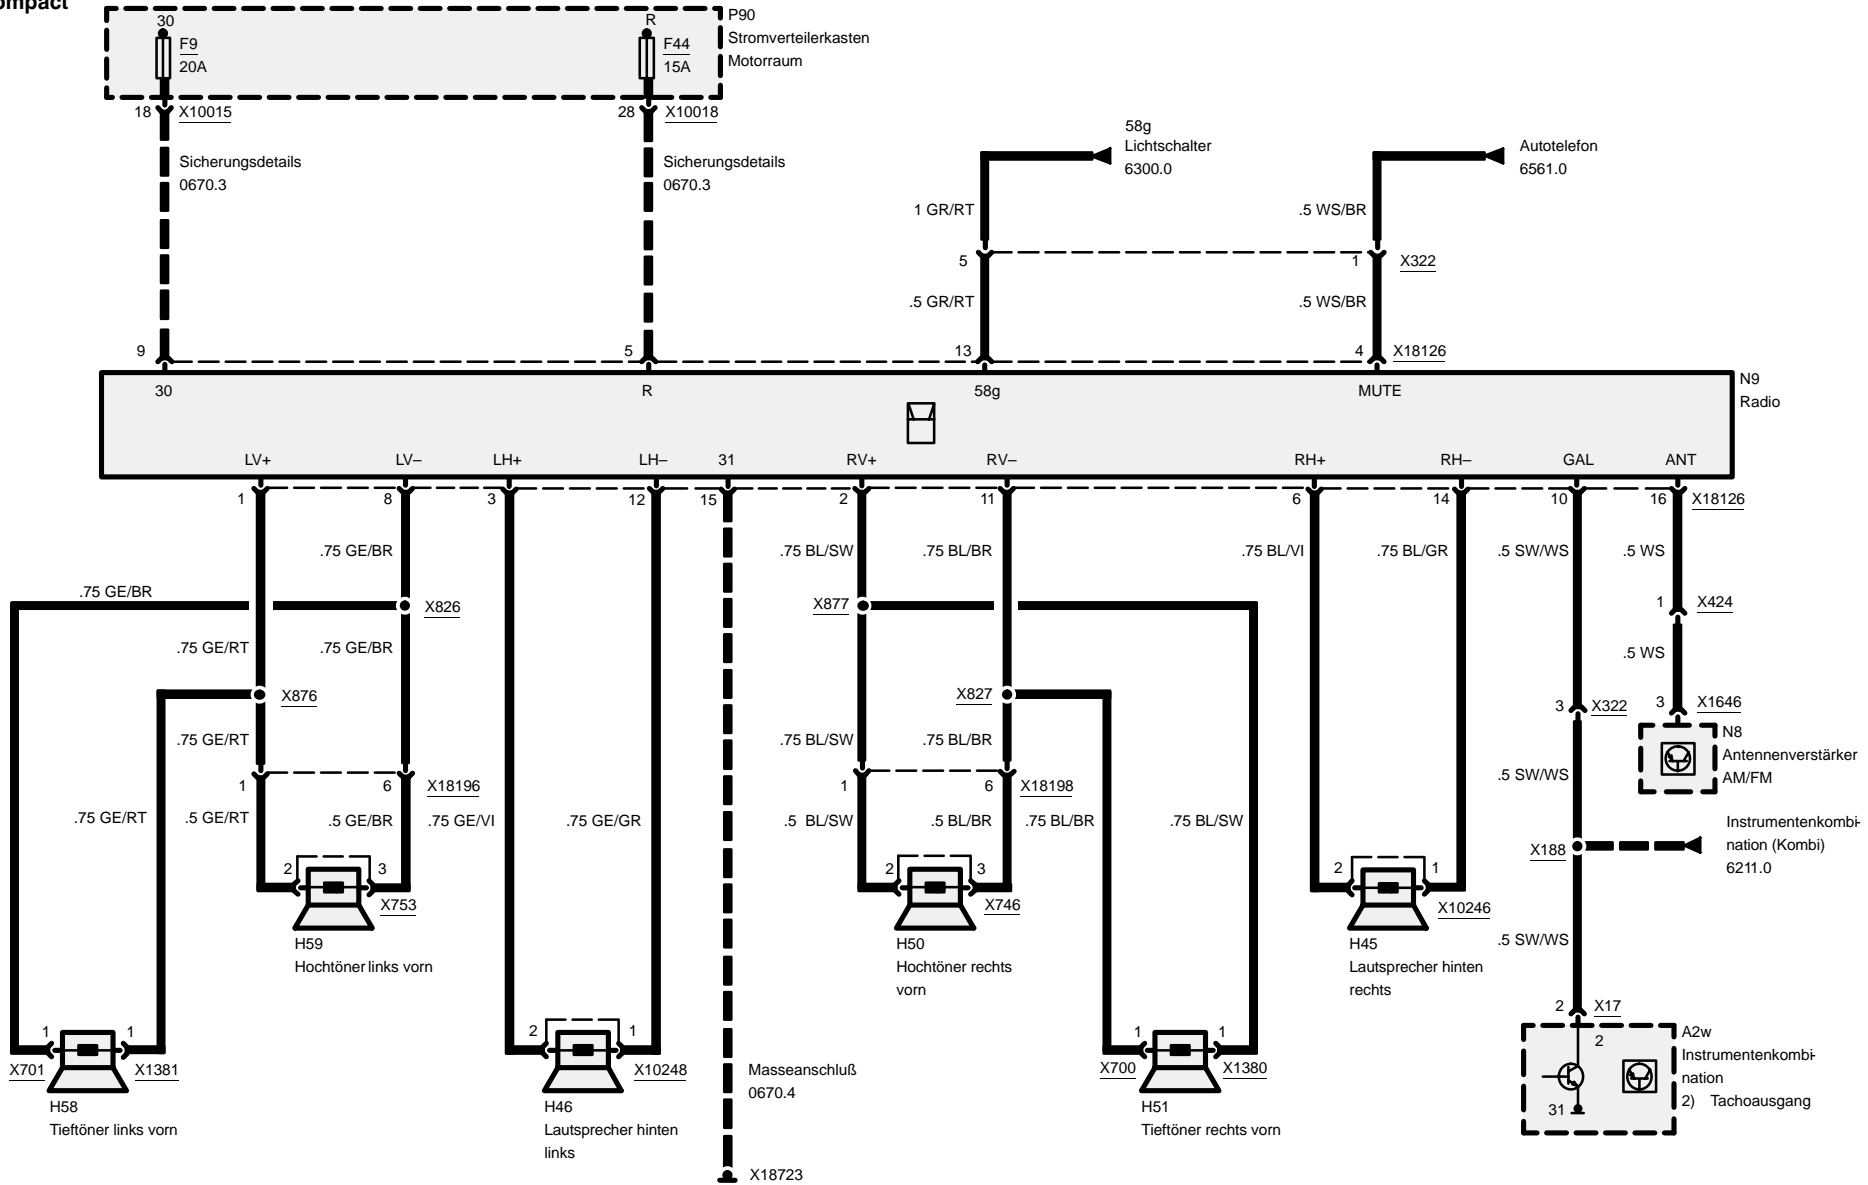 ompact
30
F9
20A
R
F44
15A
P90
Stromverteilerkasten
Motorraum
18
X10015
28
X10018
Sicherungsdetails
0670.3
Sicherungsdetails
0670.3
58g
Lichtschalter
6300.0
Autotelefon
6561.0
1 GR/RT
.5 WS/BR
5
1
X322
.5 GR/RT
.5 WS/BR
9
5
13
4
X18126
30
R
58g
MUTE
N9
Radio
LV+
LV–
LH+
LH–
31
RV+
RV–
RH+
RH–
GAL
ANT
1
8
3
12
15
2
11
6
14
10
16
X18126
.75 GE/BR
.75 BL/SW
.75 BL/BR
.75 BL/VI
.75 BL/GR
.5 SW/WS
.5 WS
.75 GE/BR
X826
X877
1
X424
.75 GE/RT
.75 GE/BR
.5 WS
X876
X827
3
X322
3
X1646
.75 GE/RT
.75 BL/SW
.75 BL/BR
N8
Antennenverstärker
AM/FM
.5 SW/WS
1
6
X18196
1
6
X18198
.75 GE/RT
.5 GE/RT
.5 GE/BR
.75 GE/VI
.75 GE/GR
.5 BL/SW
.5 BL/BR
.75 BL/BR
.75 BL/SW
Instrumentenkombi-
nation (Kombi)
6211.0
X188
2
3
X753
2
3
X746
2
1
X10246
H59
Hochtöner links vorn
H50
Hochtöner rechts
vorn
H45
Lautsprecher hinten
rechts
.5 SW/WS
2
X17
1
1
X701
X1381
2
1
X10248
1
1
X700
X1380
Masseanschluß
0670.4
2
31
A2w
Instrumentenkombi-
nation
2) Tachoausgang
H58
Tieftöner links vorn
H46
Lautsprecher hinten
links
H51
Tieftöner rechts vorn
X18723